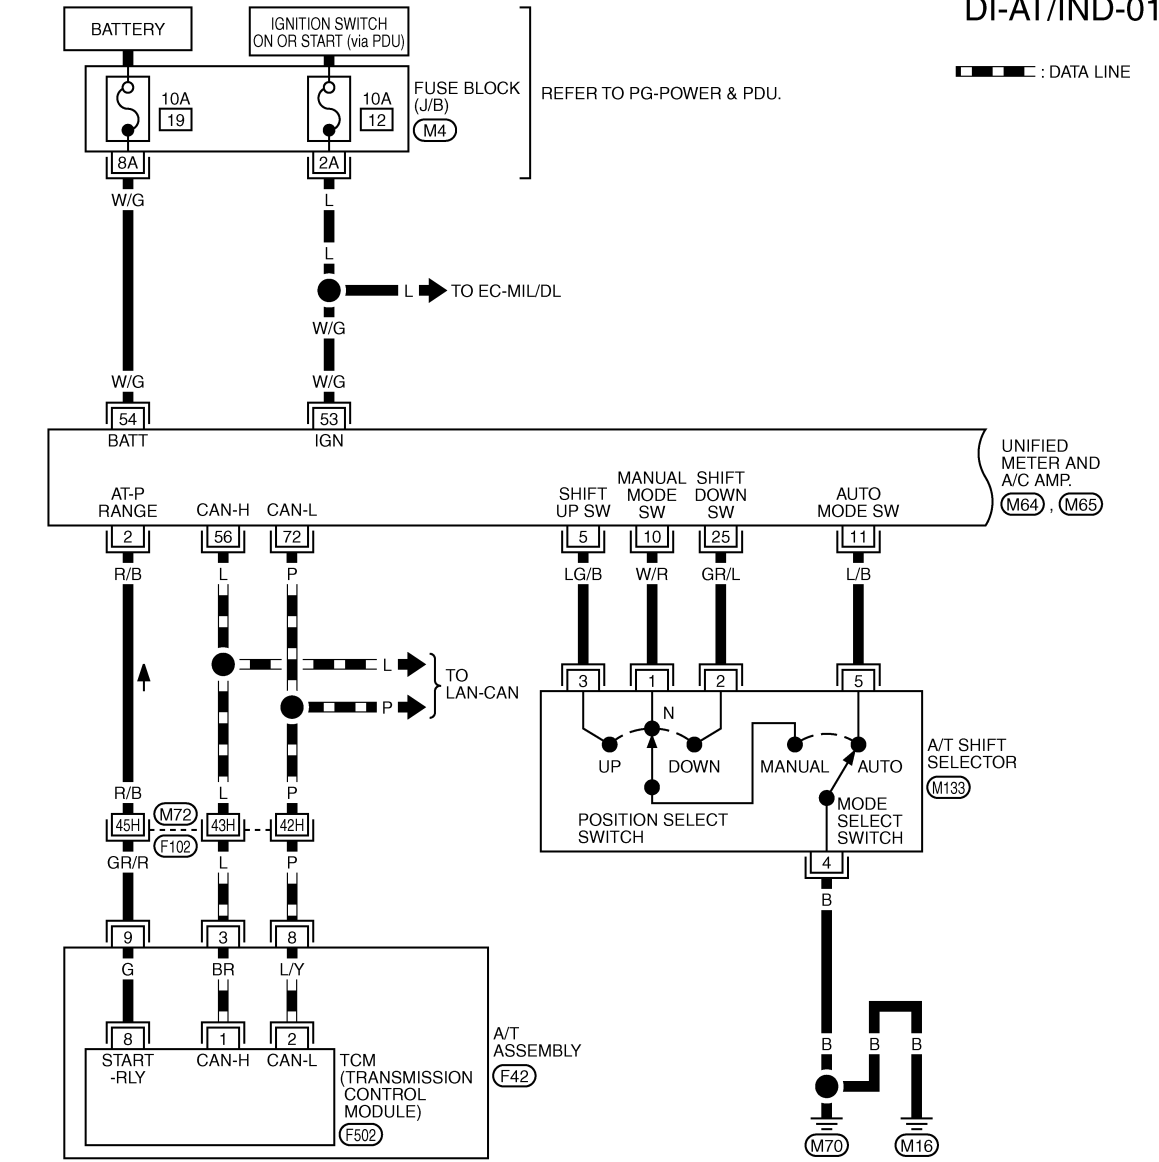 DI-AT/IND-01
BATTERY
IGNITION SWITCH
ON OR START (via PDU)
: DATA LINE
10A
19
10A
12
FUSE BLOCK
(J/B)
M4
REFER TO PG-POWER & PDU.
8A
2A
W/G
L
L
L
TO EC-MIL/DL
W/G
W/G
W/G
54
53
BATT
IGN
UNIFIED
METER AND
A/C AMP.
M64 , M65
AT-P
RANGE
CAN-H
CAN-L
SHIFT
UP SW
MANUAL
MODE
SW
SHIFT
DOWN
SW
AUTO
MODE SW
2
56
72
5
10
25
11
R/B
L
P
LG/B
W/R
GR/L
L/B
L
P
TO
LAN-CAN
3
1
2
5
N
UP
DOWN
MANUAL
AUTO
A/T SHIFT
SELECTOR
M133
POSITION SELECT
SWITCH
MODE
SELECT
SWITCH
R/B
L
P
M72
45H
43H
42H
F102
GR/R
L
P
4
B
9
3
8
G
BR
L/Y
8
1
2
START
-RLY
CAN-H
CAN-L
TCM
(TRANSMISSION
CONTROL
MODULE)
F502
A/T
ASSEMBLY
F42
B
B
B
M70
M16